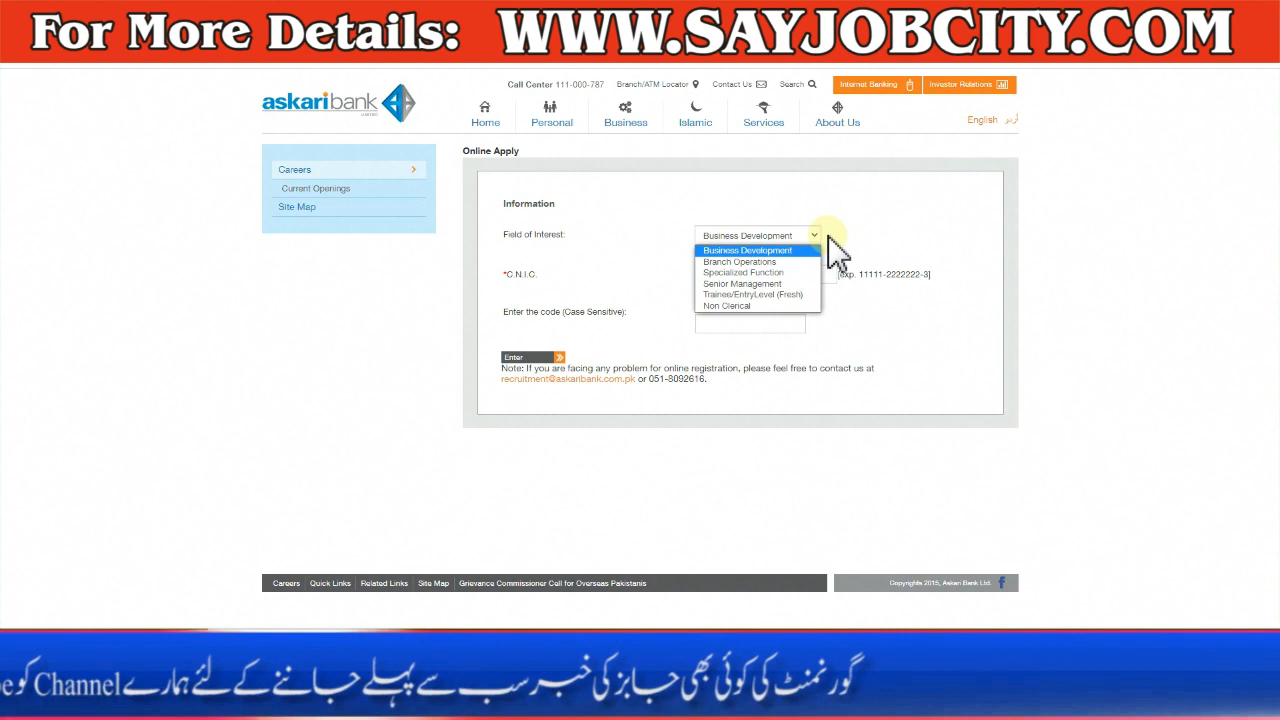 For More Details: WWW.SAYJOBCITY.COM
Call Center 111-000-787 Branch/ATM Locator Contact Us Search Internet Banking Investor Relations
askaribank
LIMITED
Home Personal Business Islamic Services About Us English اُردو
Careers
Current Openings
Site Map
Online Apply
Information
Field of Interest: Business Development
Business Development
Branch Operations
Specialized Function
Senior Management
Trainee/EntryLevel (Fresh)
Non Clerical
*C.N.I.C. [exp. 11111-2222222-3]
Enter the code (Case Sensitive):
Enter
Note: If you are facing any problem for online registration, please feel free to contact us at
recruitment@askaribank.com.pk or 051-8092616.
Careers Quick Links Related Links Site Map Grievance Commissioner Cell for Overseas Pakistanis Copyrights 2015, Askari Bank Ltd.
گورنمنٹ کی کوئی بھی جابز کی خبر سب سے پہلے جاننے کے لئے ہمارے Channel کو